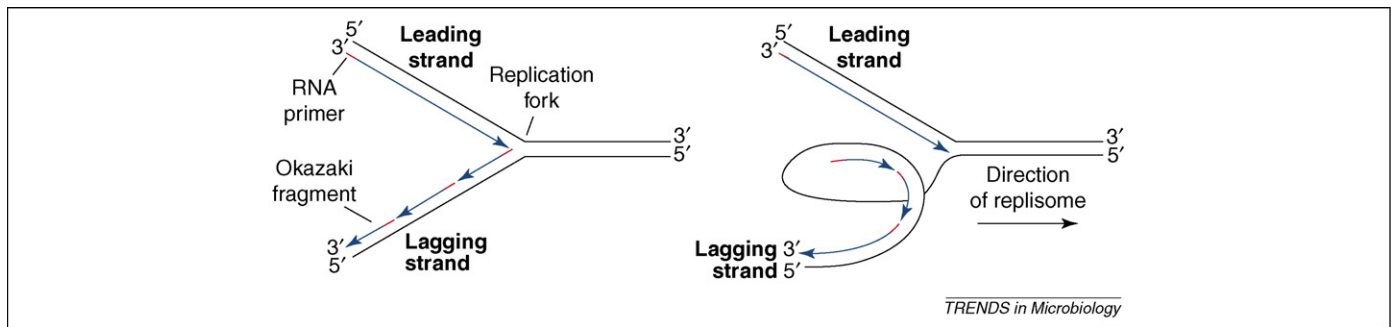 5′
3′
Leading
strand
RNA
primer
Replication
fork
3′
5′
Okazaki
fragment
3′
5′
Lagging
strand
5′
3′
Leading
strand
3′
5′
Direction
of replisome
Lagging 3′
strand 5′
TRENDS in Microbiology